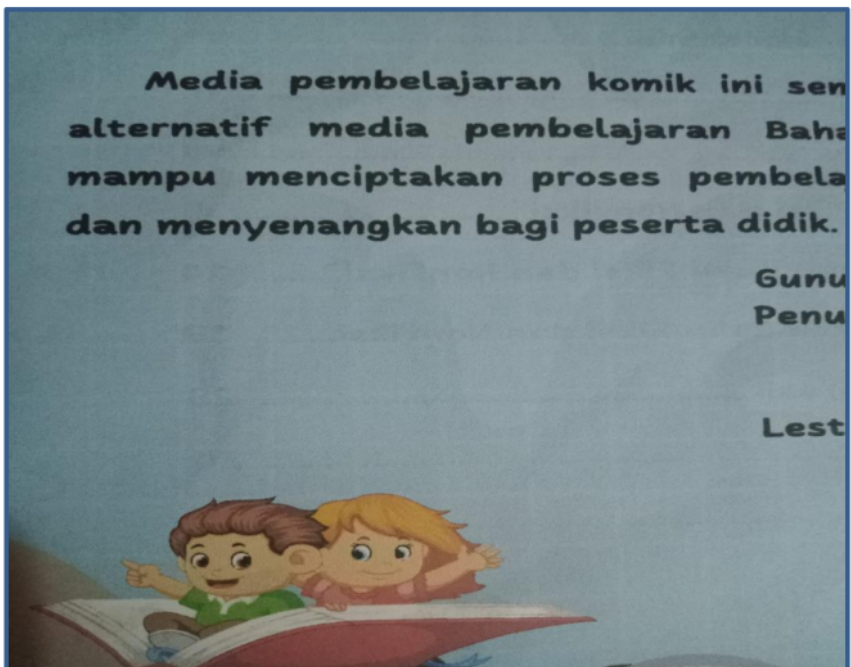 Media pembelajaran komik ini sem
alternatif media pembelajaran Baha
mampu menciptakan proses pembela
dan menyenangkan bagi peserta didik.
Gunu
Penu
Lest